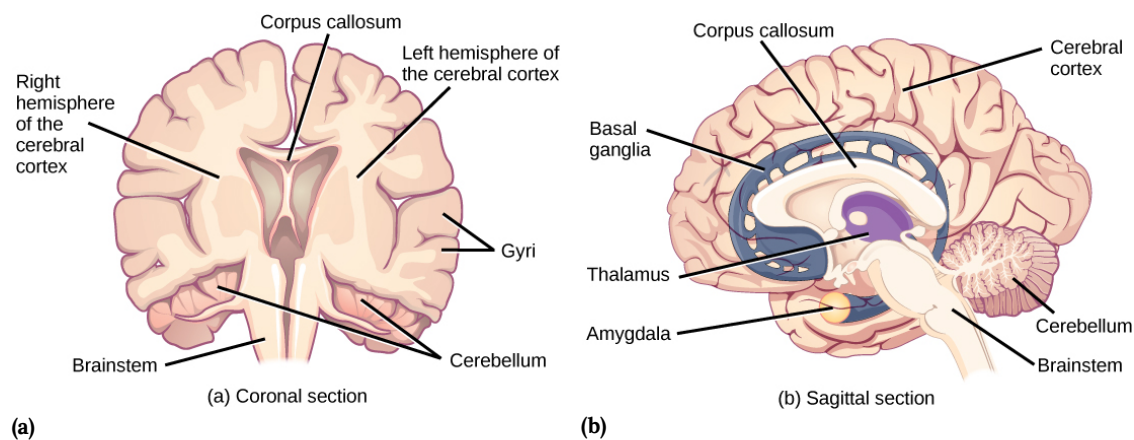 Corpus callosum
Left hemisphere of
the cerebral cortex
Right
hemisphere
of the
cerebral
cortex
Gyri
Cerebellum
Brainstem
(a) Coronal section
(a)
Corpus callosum
Cerebral
cortex
Basal
ganglia
Thalamus
Amygdala
Cerebellum
Brainstem
(b) Sagittal section
(b)